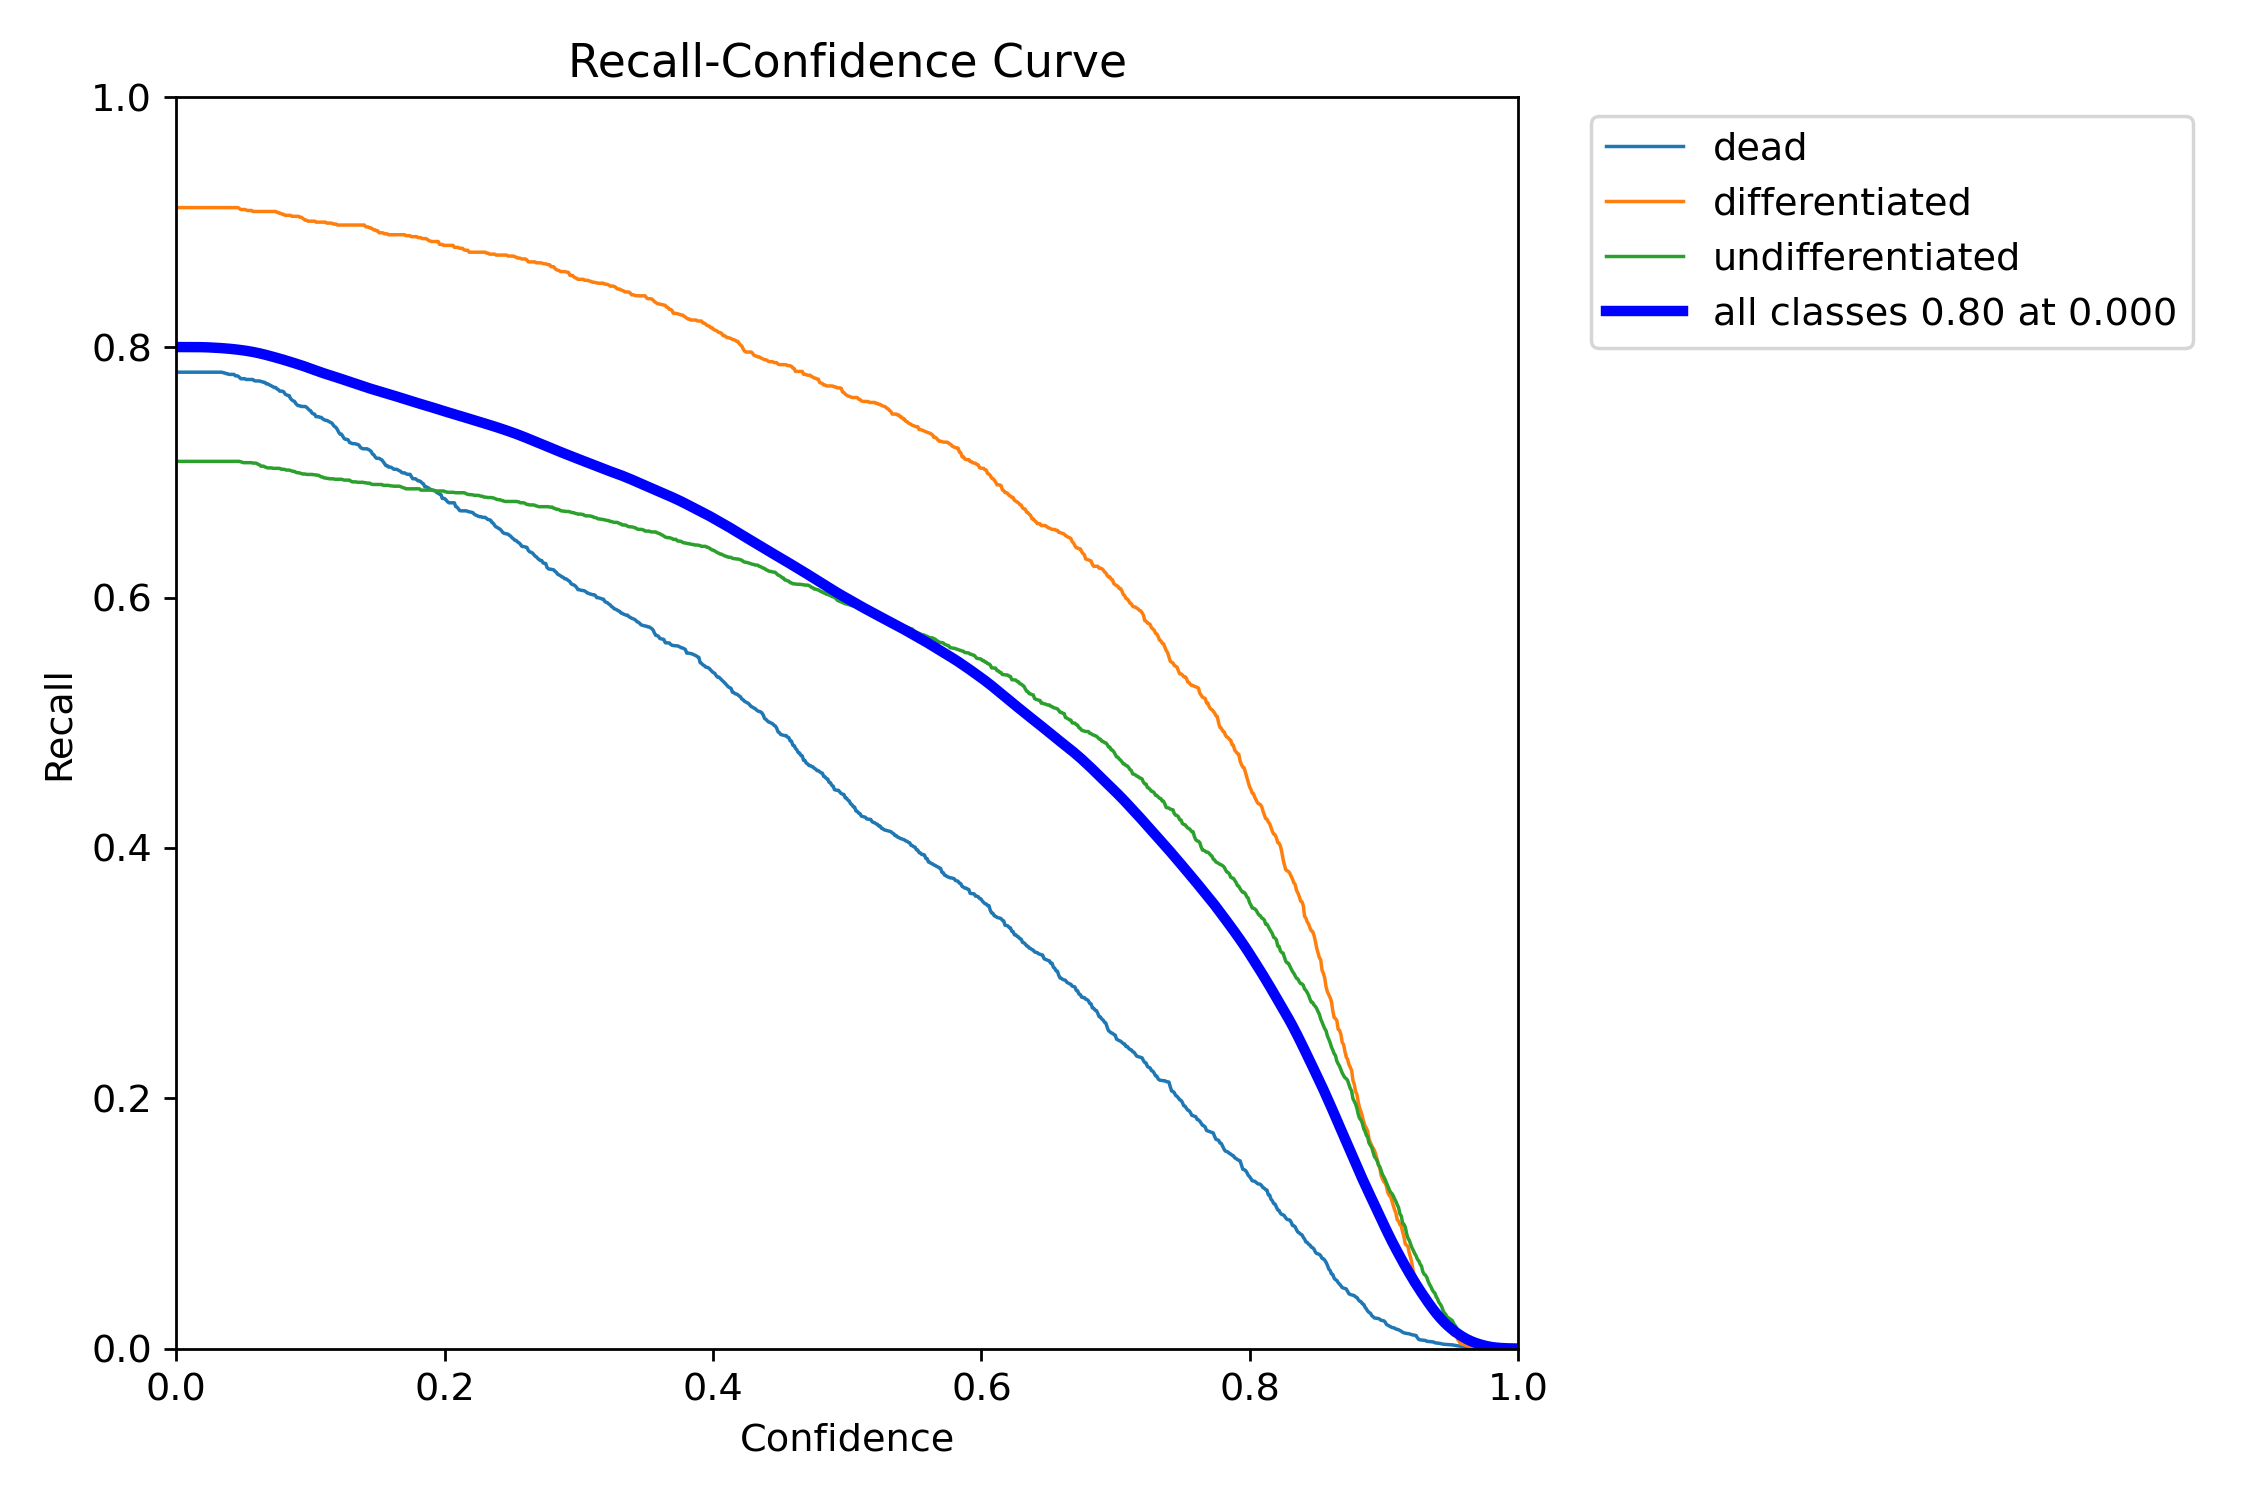 Recall-Confidence Curve
1.0
0.8
0.6
0.4
0.2
0.0
Recall
0.0 0.2 0.4 0.6 0.8 1.0
Confidence
dead
differentiated
undifferentiated
all classes 0.80 at 0.000